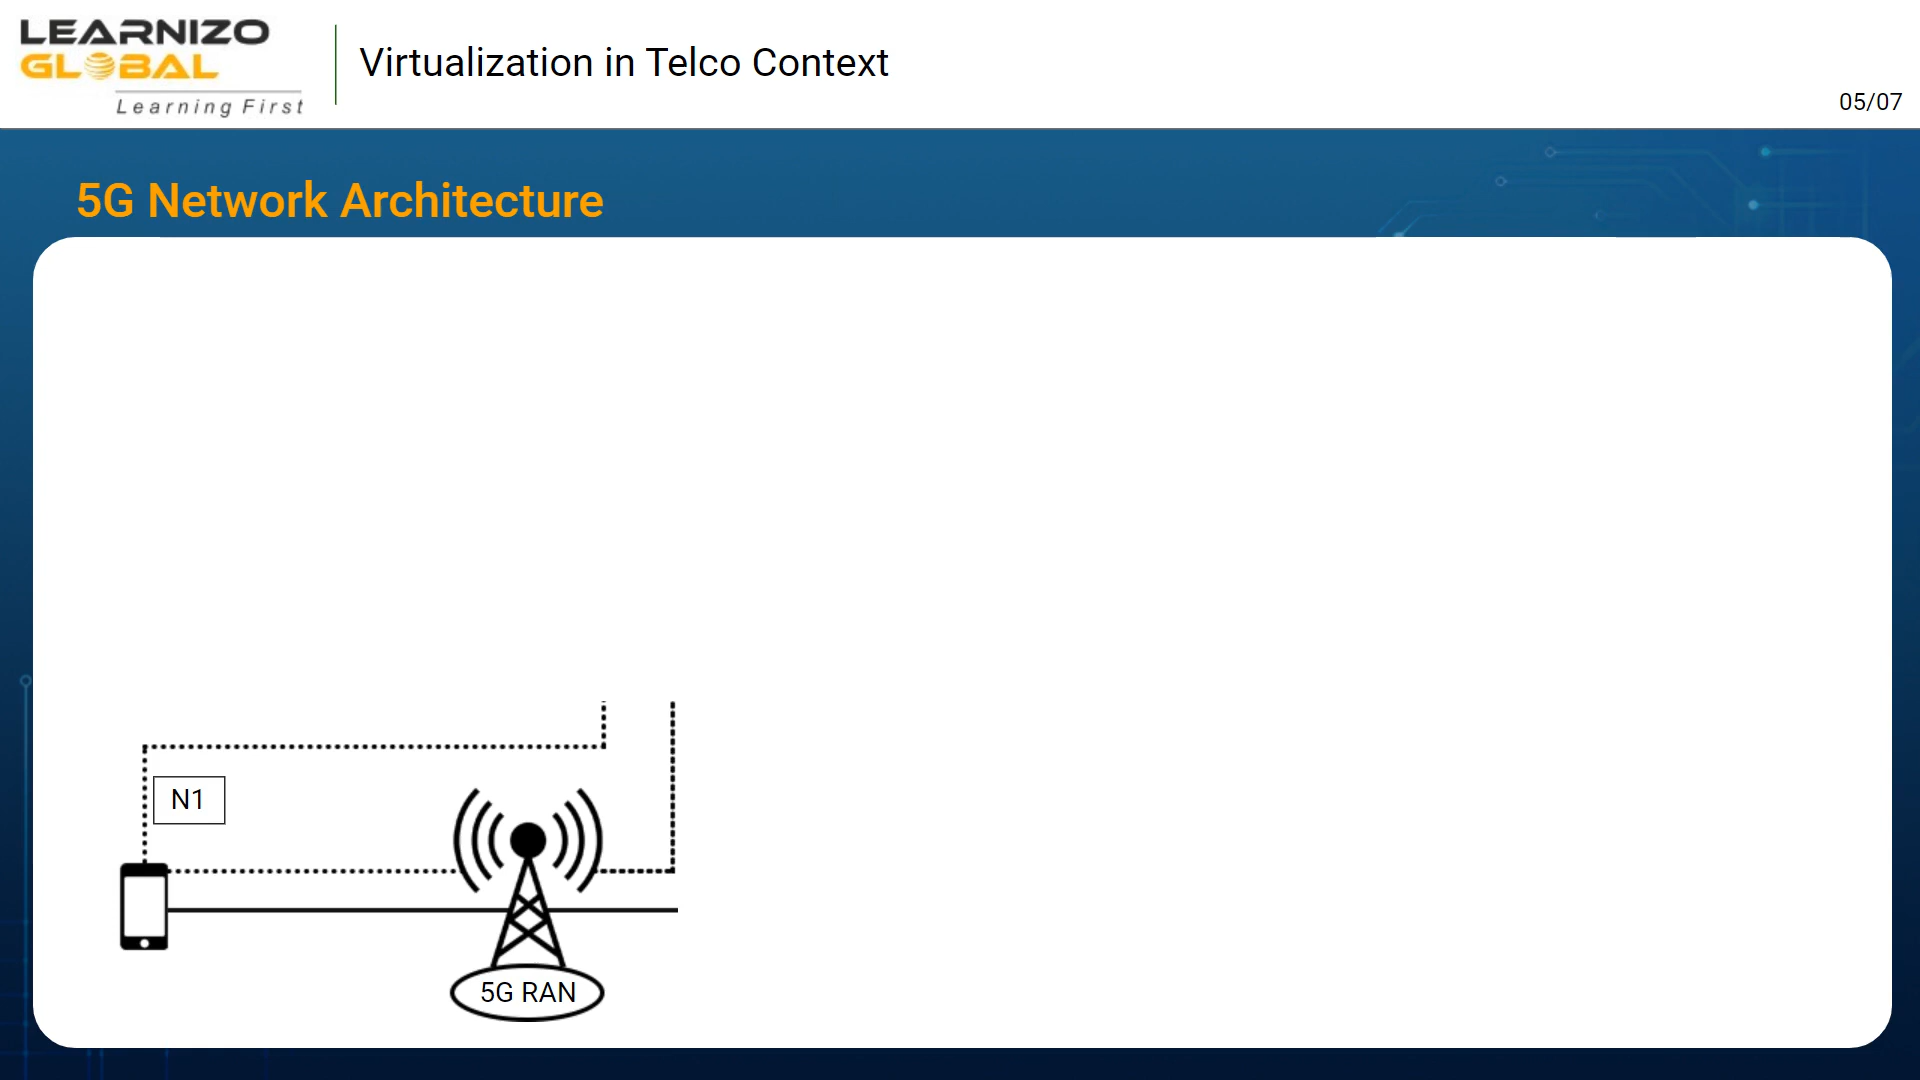 LEARNIZO
GLOBAL
Learning First
Virtualization in Telco Context
05/07
5G Network Architecture
N1
5G RAN